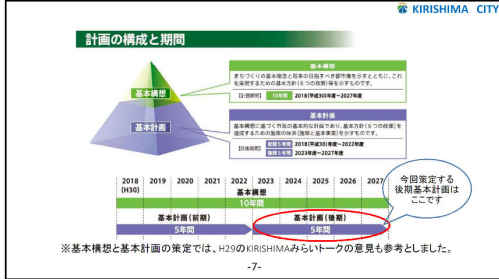 KIRISHIMA CITY
計画の構成と期間
基本構想
まちづくりの基本理念と将来の目指すべき都市像を示すとともに、これ
を実現するための基本方針(6つの政策)等を示すものです。
【計画期間】 10年間 2018(平成30)年度~2027年度
基本構想
基本計画
基本計画
基本構想に基づく市政の基本的な計画であり、基本方針(6つの政策)を
達成するための施策の体系(施策と基本事業)を示すものです。
【計画期間】 前期5年間 2018(平成30)年度~2022年度
後期5年間 2023年度~2027年度
2018 2019 2020 2021 2022 2023 2024 2025 2026 2027
(H30)
基本構想
10年間
基本計画(前期) 基本計画(後期)
5年間 5年間
今回策定する
後期基本計画は
ここです
※基本構想と基本計画の策定では、H29のKIRISHIMAみらいトークの意見も参考としました。
-7-